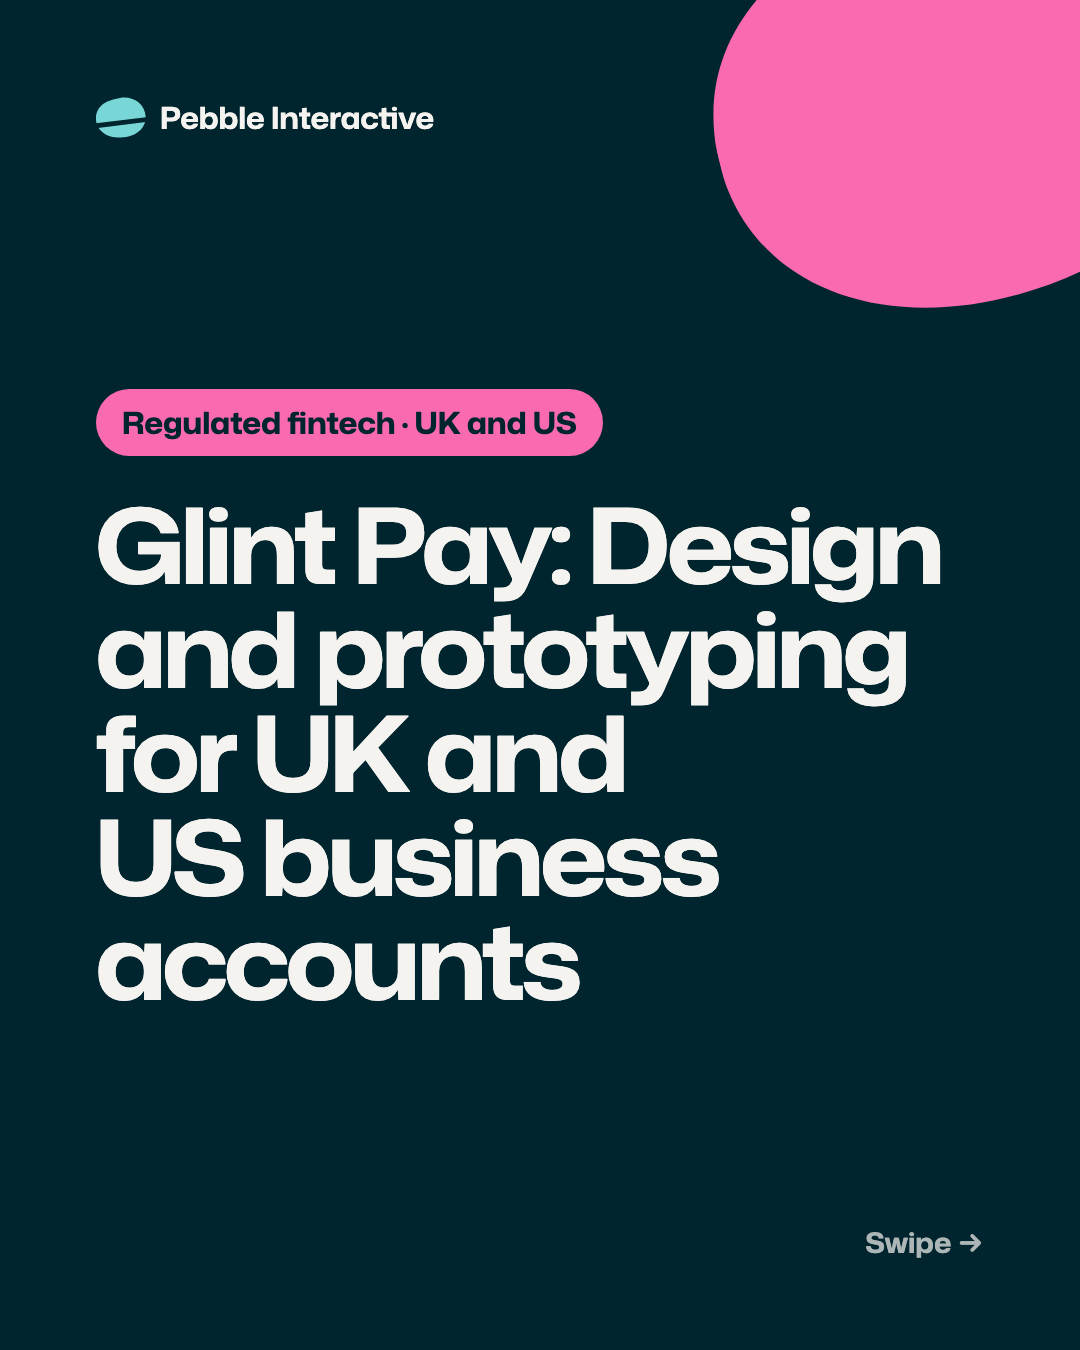 Pebble Interactive
Regulated fintech · UK and US
Glint Pay: Design
and prototyping
for UK and
US business
accounts
Swipe →